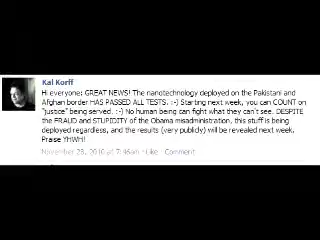 Kal Korff
Hi everyone: GREAT NEWS! The nanotechnology deployed on the Pakistani and
Afghan border HAS PASSED ALL TESTS. :-) Starting next week, you can COUNT on
"justice" being served. :-) No human being can fight what they can't see. DESPITE
the FRAUD and STUPIDITY of the Obama misadministration, this stuff is being
deployed regardless, and the results (very publicly) will be revealed next week.
Praise YHWH!
November 28, 2010 at 7:46am · Like · Comment